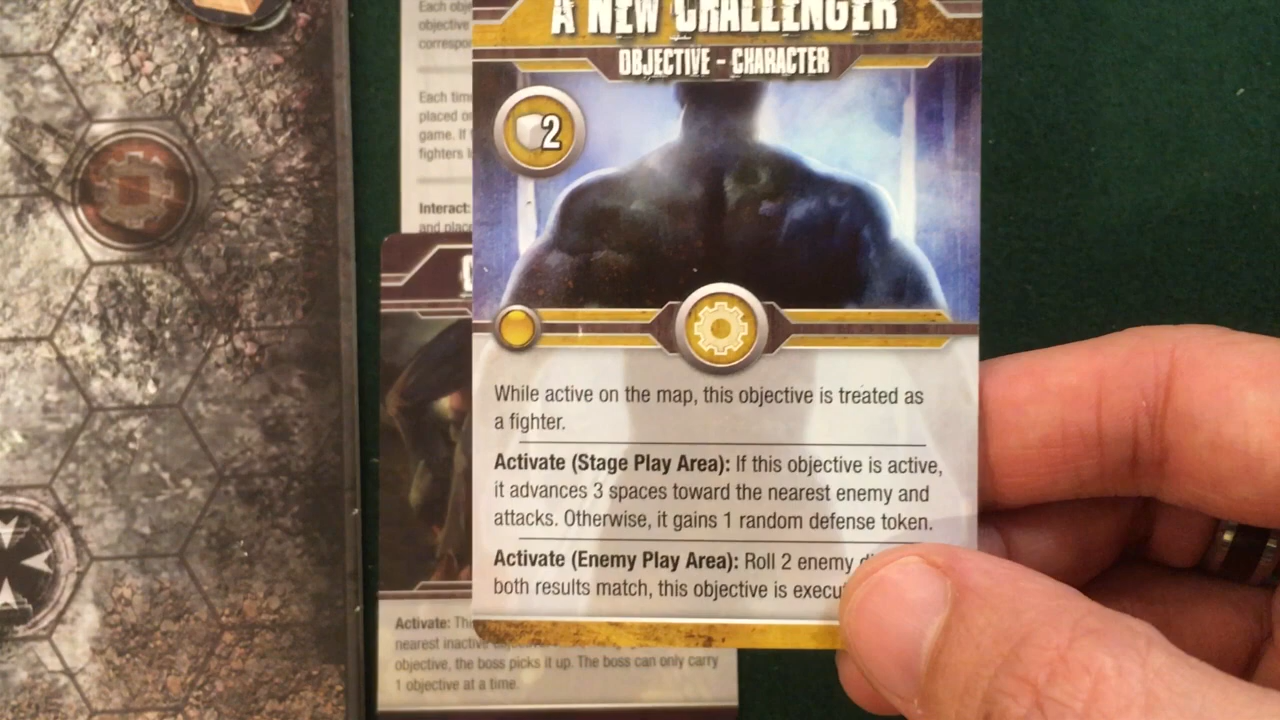 A NEW CHALLENGER
OBJECTIVE - CHARACTER
2
While active on the map, this objective is treated as
a fighter.
Activate (Stage Play Area): If this objective is active,
it advances 3 spaces toward the nearest enemy and
attacks. Otherwise, it gains 1 random defense token.
Activate (Enemy Play Area): Roll 2 enemy
both results match, this objective is
Each
objective
Each
placed
game. If
fighters
Interact:
and
Activate:
nearest inactive
objective, the boss picks it up. The boss can only carry
1 objective at a time.